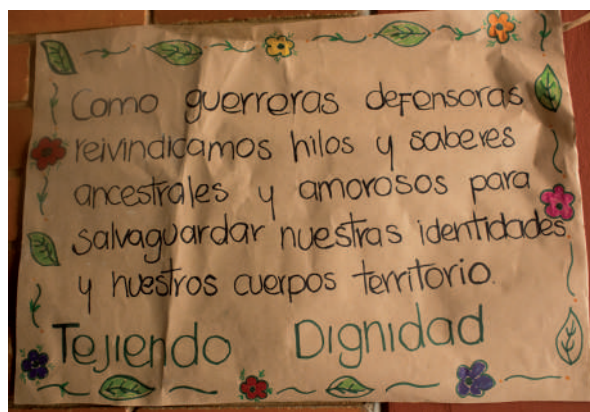 Como guerreras defensoras
reivindicamos hilos y saberes
ancestrales y amorosos para
salvaguardar nuestras identidades
y nuestros cuerpos territorio.
Tejiendo Dignidad